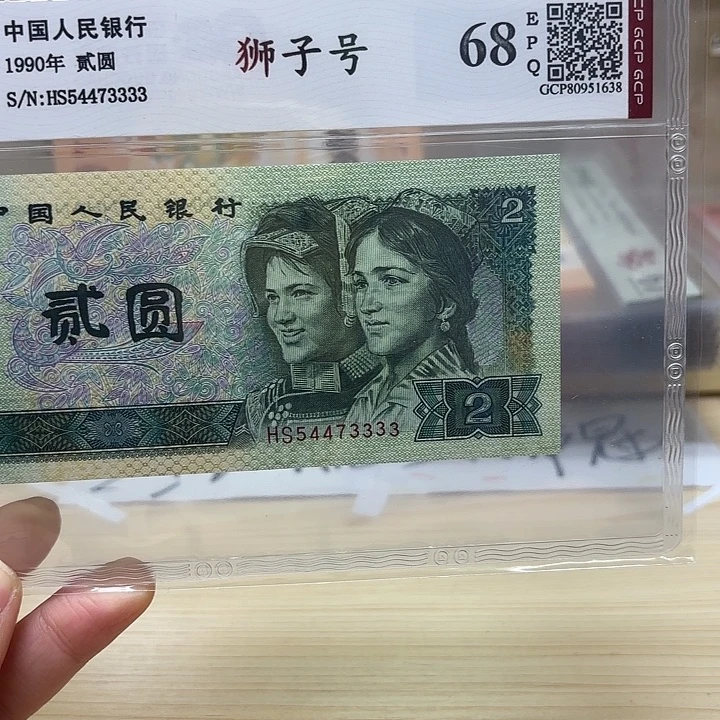 中国人民银行
1990年 贰圆
S/N:HS54473333
狮子号
68
EPQ
GCP80951638
GCP GCP GCP
中国人民银行
2
贰圆
HS54473333
2